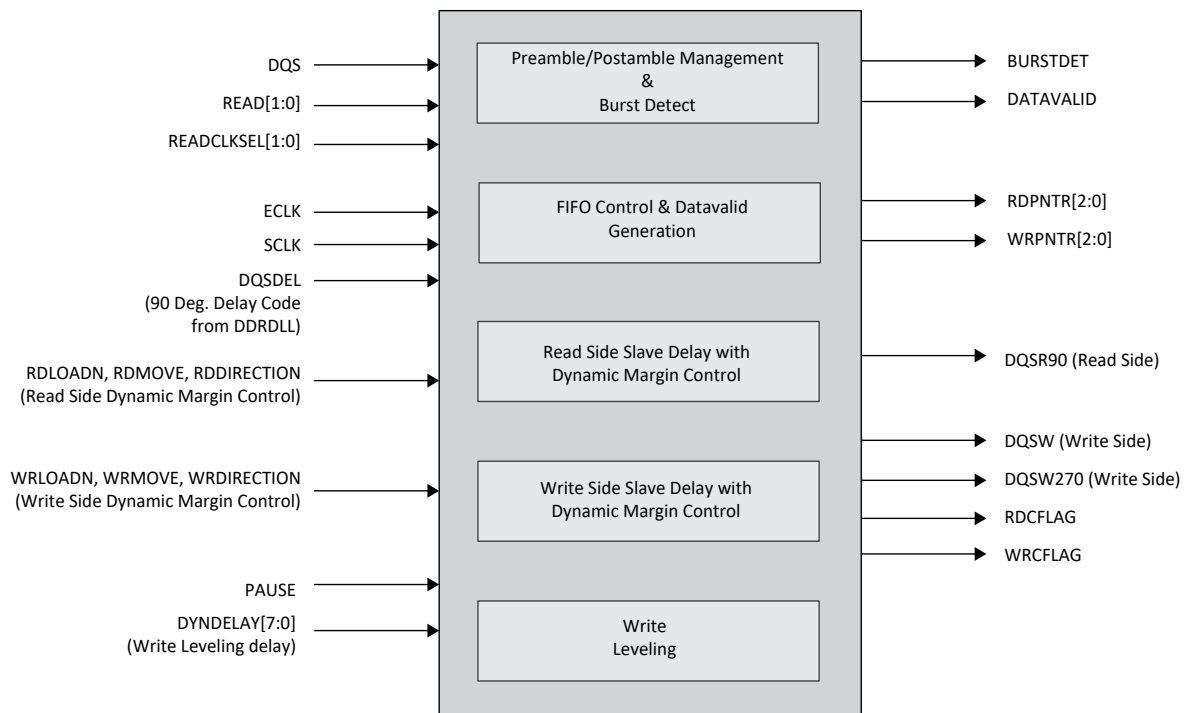 DQS
READ[1:0]
READCLKSEL[1:0]
ECLK
SCLK
DQSDEL
(90 Deg. Delay Code
from DDRDLL)
RDLOADN, RDMOVE, RDDIRECTION
(Read Side Dynamic Margin Control)
WRLOADN, WRMOVE, WRDIRECTION
(Write Side Dynamic Margin Control)
PAUSE
DYNDELAY[7:0]
(Write Leveling delay)
Preamble/Postamble Management
&
Burst Detect
FIFO Control & Datavalid
Generation
Read Side Slave Delay with
Dynamic Margin Control
Write Side Slave Delay with
Dynamic Margin Control
Write
Leveling
BURSTDET
DATAVALID
RDPNTR[2:0]
WRPNTR[2:0]
DQSR90 (Read Side)
DQSW (Write Side)
DQSW270 (Write Side)
RDCFLAG
WRCFLAG